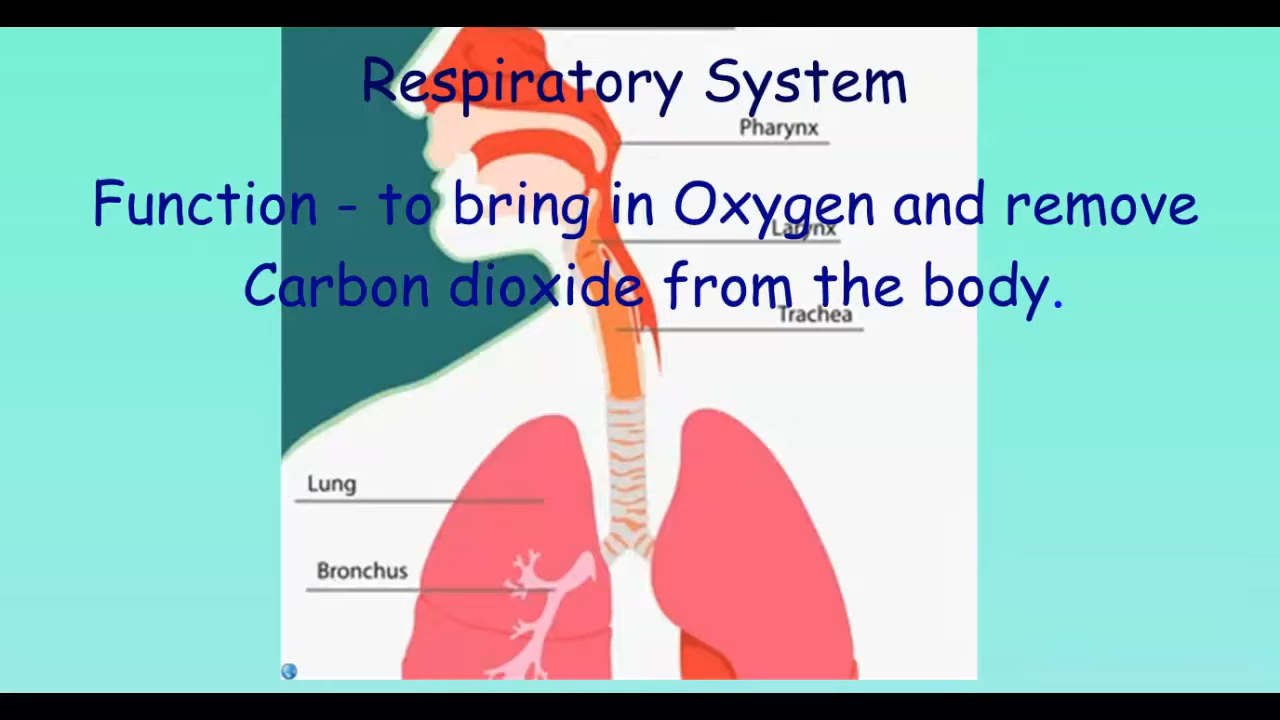 Respiratory System
Pharynx
Function - to bring in Oxygen and remove
Larynx
Carbon dioxide from the body.
Trachea
Lung
Bronchus